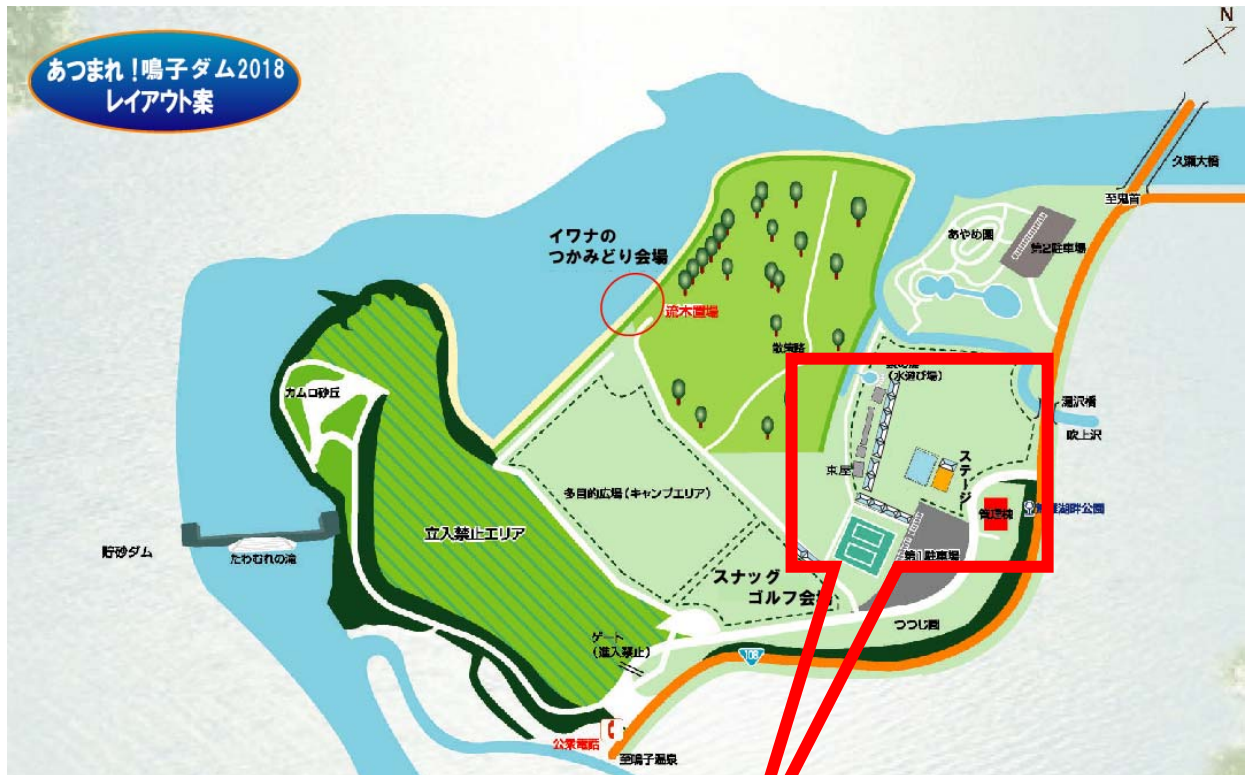 あつまれ!鳴子ダム2018
レイアウト案
N
久瀬大橋
至鬼首
あやめ園
第2駐車場
イワナの
つかみどり会場
流木置場
散策路
(水遊び場)
カムロ砂丘
滝沢橋
吹上沢
東屋
ステージ
多目的広場(キャンプエリア)
管理棟
湖畔公園
立入禁止エリア
貯砂ダム
たわむれの滝
第1駐車場
スナッグ
ゴルフ会場
つつじ園
ゲート
(進入禁止)
108
公衆電話
至鳴子温泉